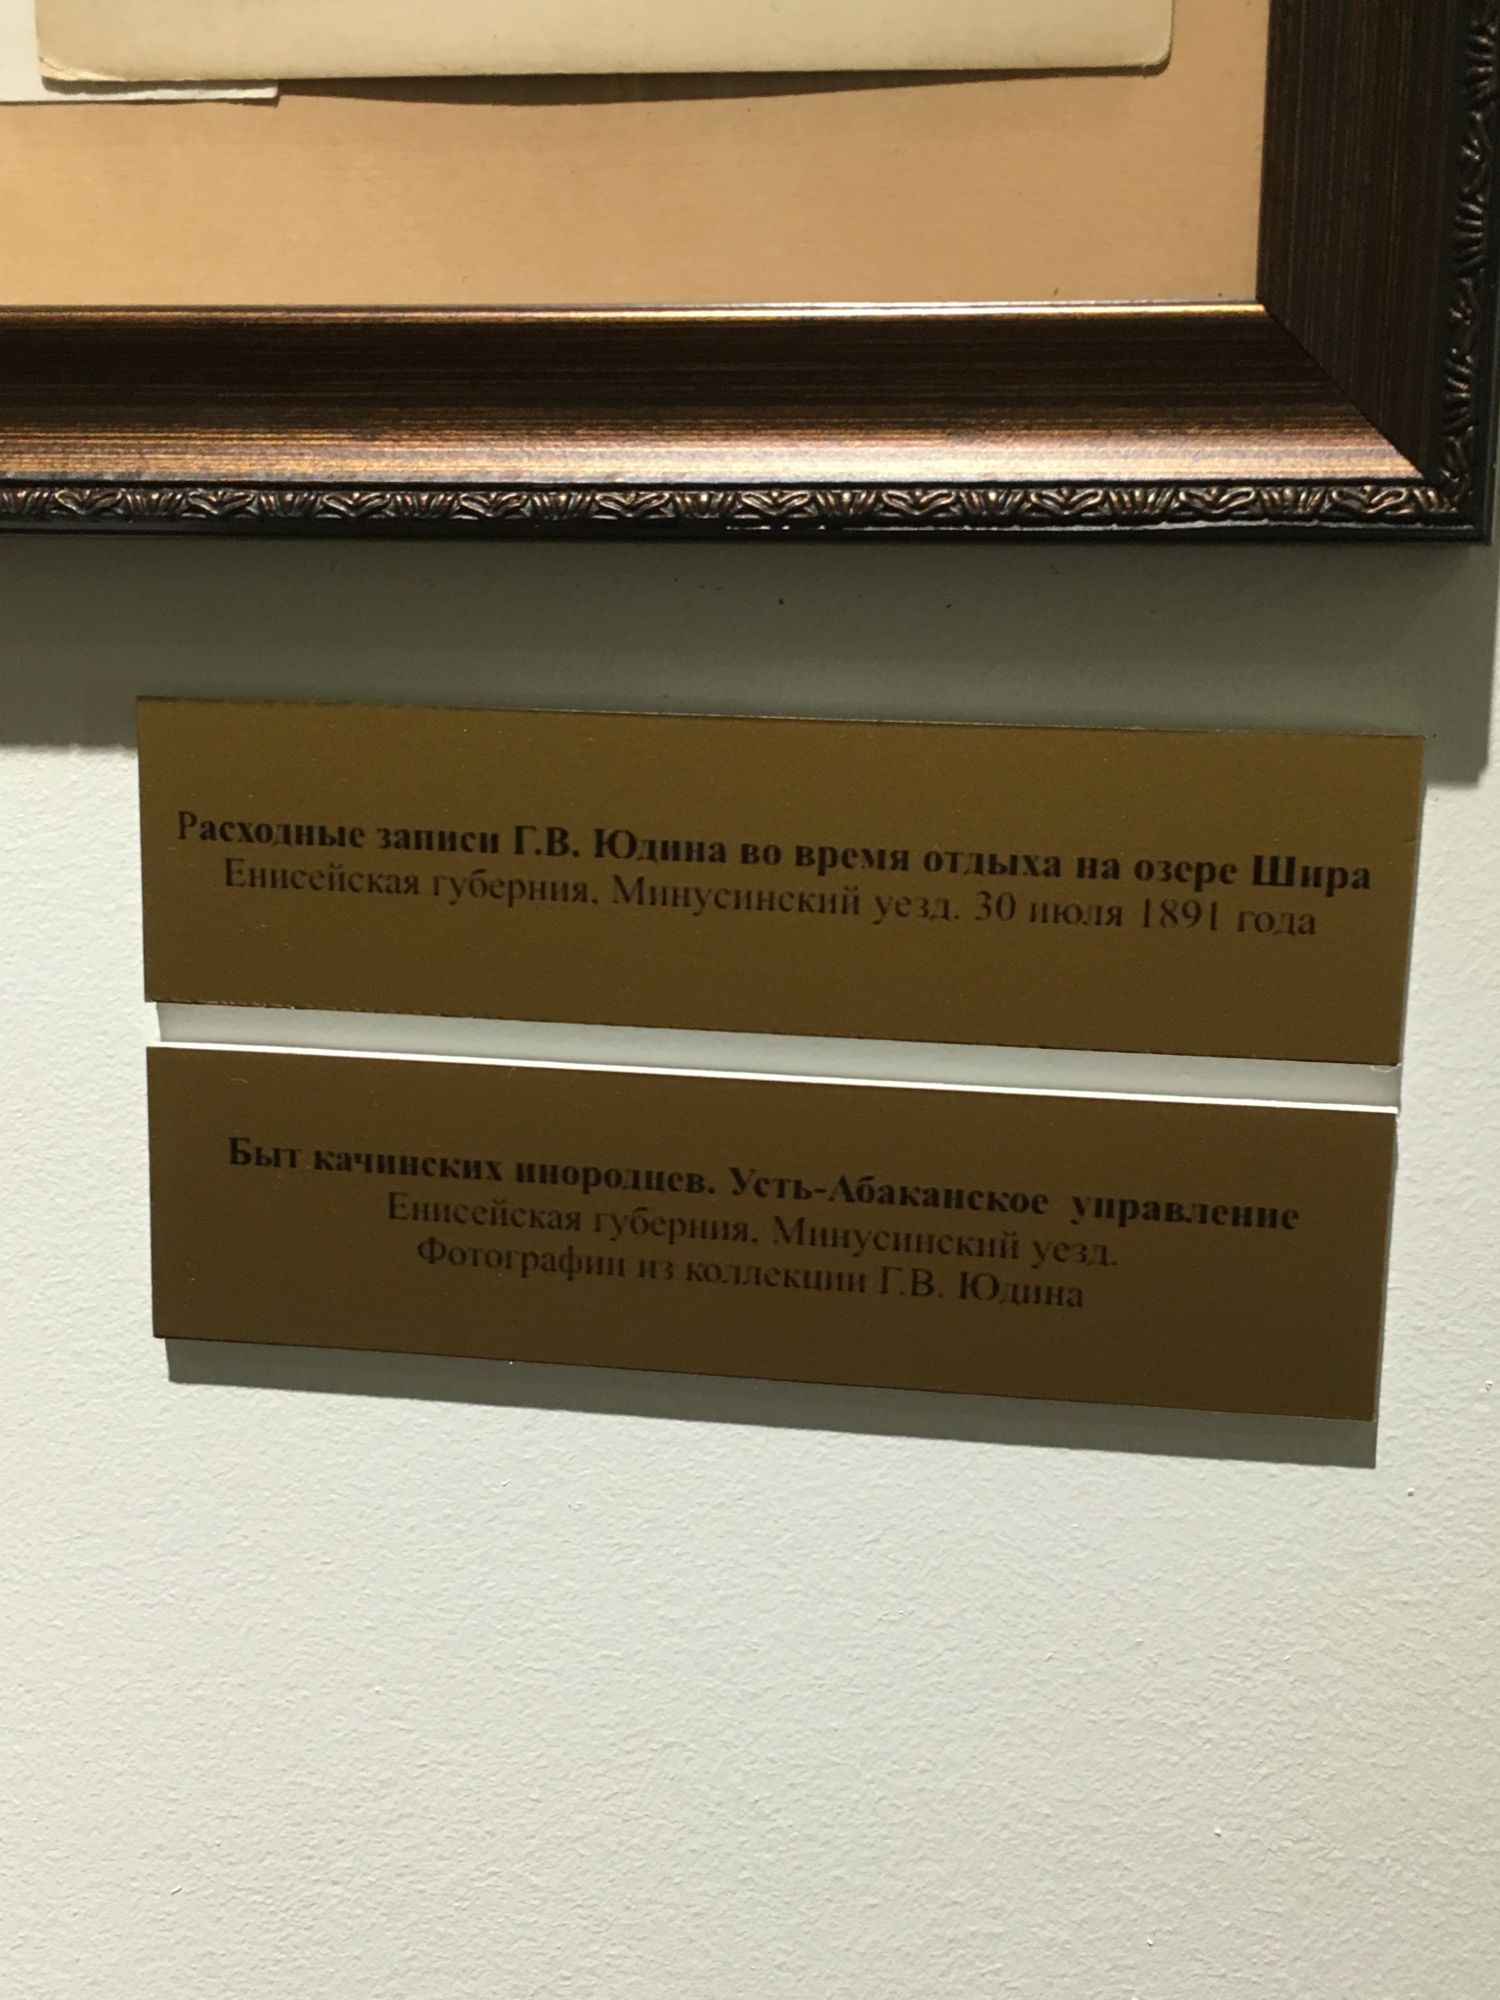 Расходные записи Г.В. Юдина во время отдыха на озере Шира
Енисейская губерния, Минусинский уезд. 30 июля 1891 года
Быт качинских инородцев. Усть-Абаканское управление
Енисейская губерния, Минусинский уезд.
Фотографии из коллекции Г.В. Юдина